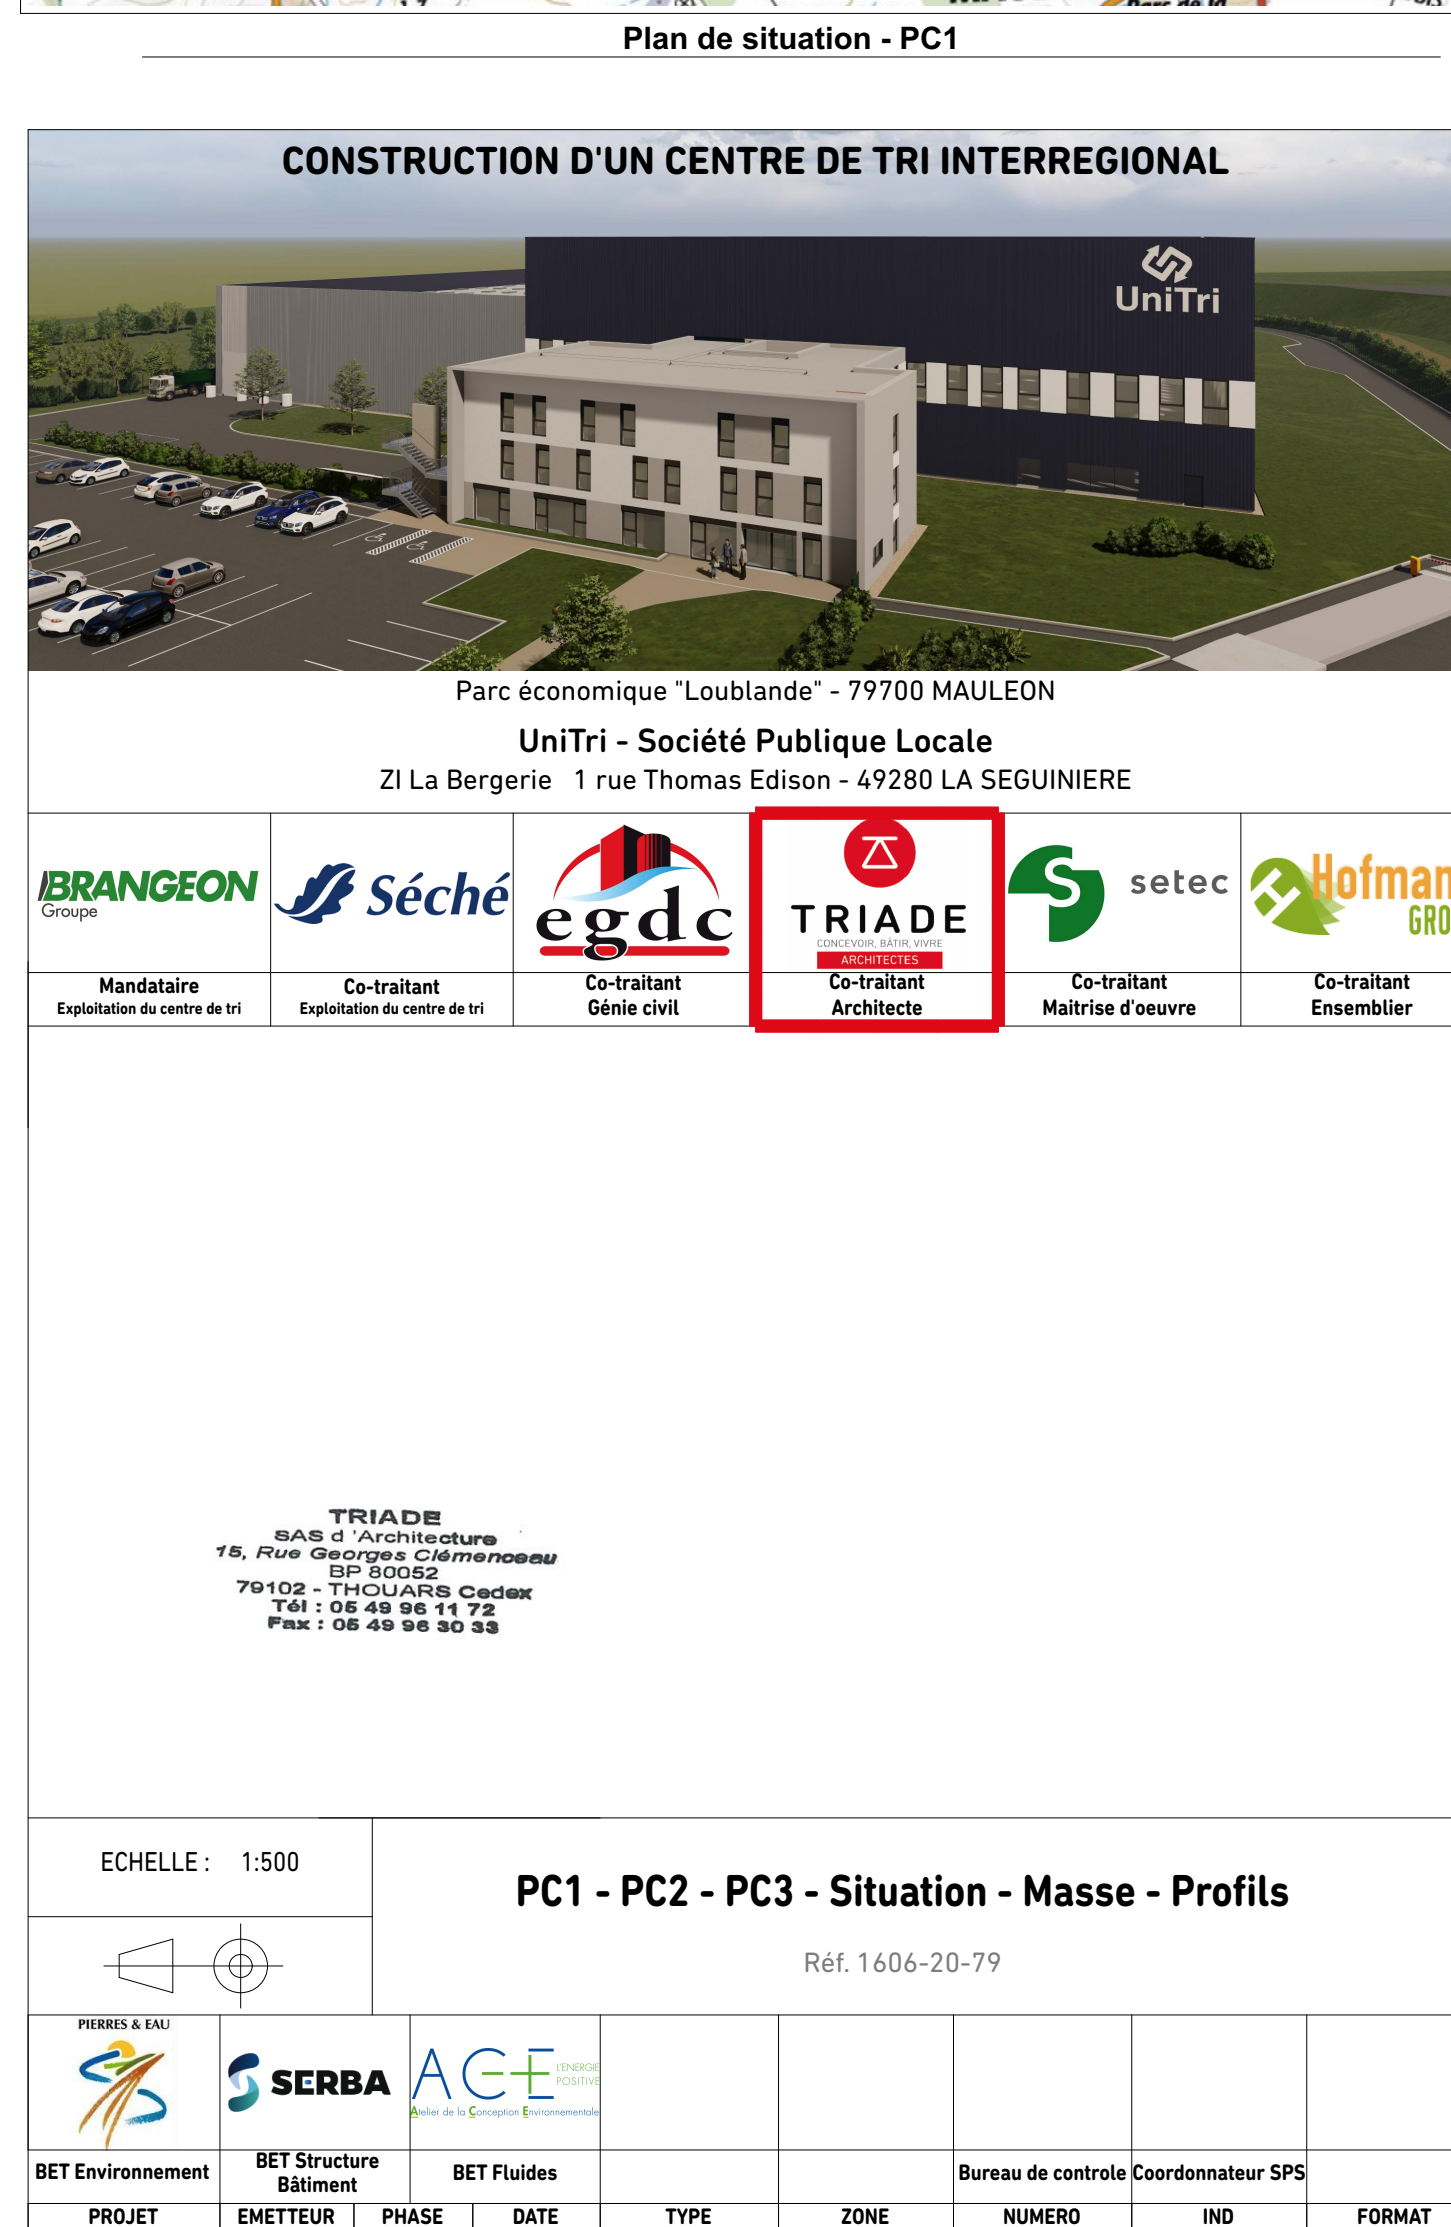 Plan de situation - PC1
CONSTRUCTION D'UN CENTRE DE TRI INTERREGIONAL
UniTri
Parc économique "Loublande" - 79700 MAULEON
UniTri - Société Publique Locale
ZI La Bergerie 1 rue Thomas Edison - 49280 LA SEGUINIERE
BRANGEON
Groupe
Séché
egdc
TRIADE
CONCEVOIR, BÂTIR, VIVRE
ARCHITECTES
setec
Hofman
GRO
Mandataire
Exploitation du centre de tri
Co-traitant
Exploitation du centre de tri
Co-traitant
Génie civil
Co-traitant
Architecte
Co-traitant
Maitrise d'oeuvre
Co-traitant
Ensemblier
TRIADE
SAS d 'Architecture
15, Rue Georges Clémenceau
BP 80052
79102 - THOUARS Cedex
Tél : 05 49 96 11 72
Fax : 05 49 96 30 33
ECHELLE : 1:500
PC1 - PC2 - PC3 - Situation - Masse - Profils
Réf. 1606-20-79
PIERRES & EAU
SERBA
ACE
L'ENERGIE
POSITIVE
Atelier de la Conception Environnementale
BET Environnement
BET Structure
Bâtiment
BET Fluides
Bureau de controle
Coordonnateur SPS
PROJET EMETTEUR PHASE DATE TYPE ZONE NUMERO IND FORMAT